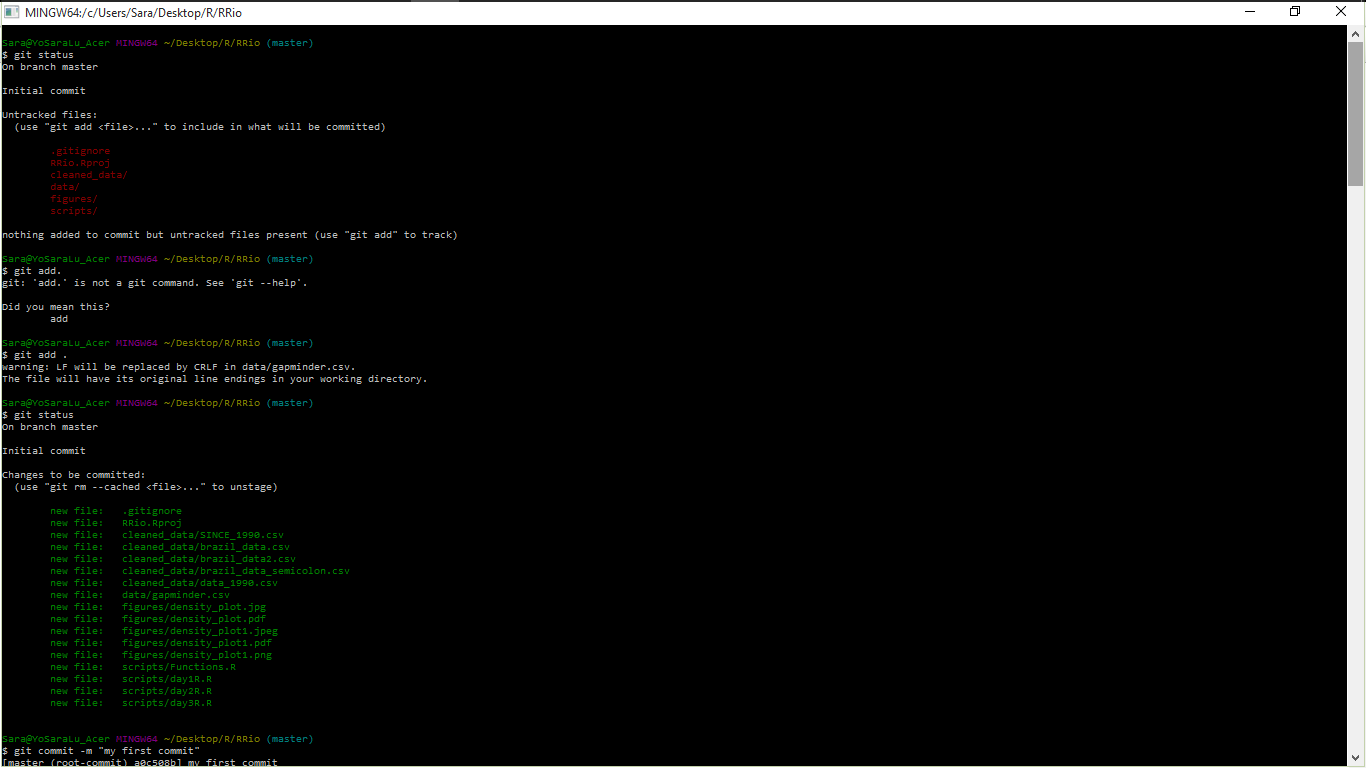 MINGW64:/c/Users/Sara/Desktop/R/RRio
Sara@YoSaraLu_Acer MINGW64 ~/Desktop/R/RRio (master)
$ git status
On branch master
Initial commit
Untracked files:
(use "git add <file>..." to include in what will be committed)
.gitignore
RRio.Rproj
cleaned_data/
data/
figures/
scripts/
nothing added to commit but untracked files present (use "git add" to track)
Sara@YoSaraLu_Acer MINGW64 ~/Desktop/R/RRio (master)
$ git add.
git: 'add.' is not a git command. See 'git --help'.
Did you mean this?
add
Sara@YoSaraLu_Acer MINGW64 ~/Desktop/R/RRio (master)
$ git add .
warning: LF will be replaced by CRLF in data/gapminder.csv.
The file will have its original line endings in your working directory.
Sara@YoSaraLu_Acer MINGW64 ~/Desktop/R/RRio (master)
$ git status
On branch master
Initial commit
Changes to be committed:
(use "git rm --cached <file>..." to unstage)
new file: .gitignore
new file: RRio.Rproj
new file: cleaned_data/SINCE_1990.csv
new file: cleaned_data/brazil_data.csv
new file: cleaned_data/brazil_data2.csv
new file: cleaned_data/brazil_data_semicolon.csv
new file: cleaned_data/data_1990.csv
new file: data/gapminder.csv
new file: figures/density_plot.jpg
new file: figures/density_plot.pdf
new file: figures/density_plot1.jpeg
new file: figures/density_plot1.pdf
new file: figures/density_plot1.png
new file: scripts/Functions.R
new file: scripts/day1R.R
new file: scripts/day2R.R
new file: scripts/day3R.R
Sara@YoSaraLu_Acer MINGW64 ~/Desktop/R/RRio (master)
$ git commit -m "my first commit"
[master (root-commit) a0c508b] my first commit